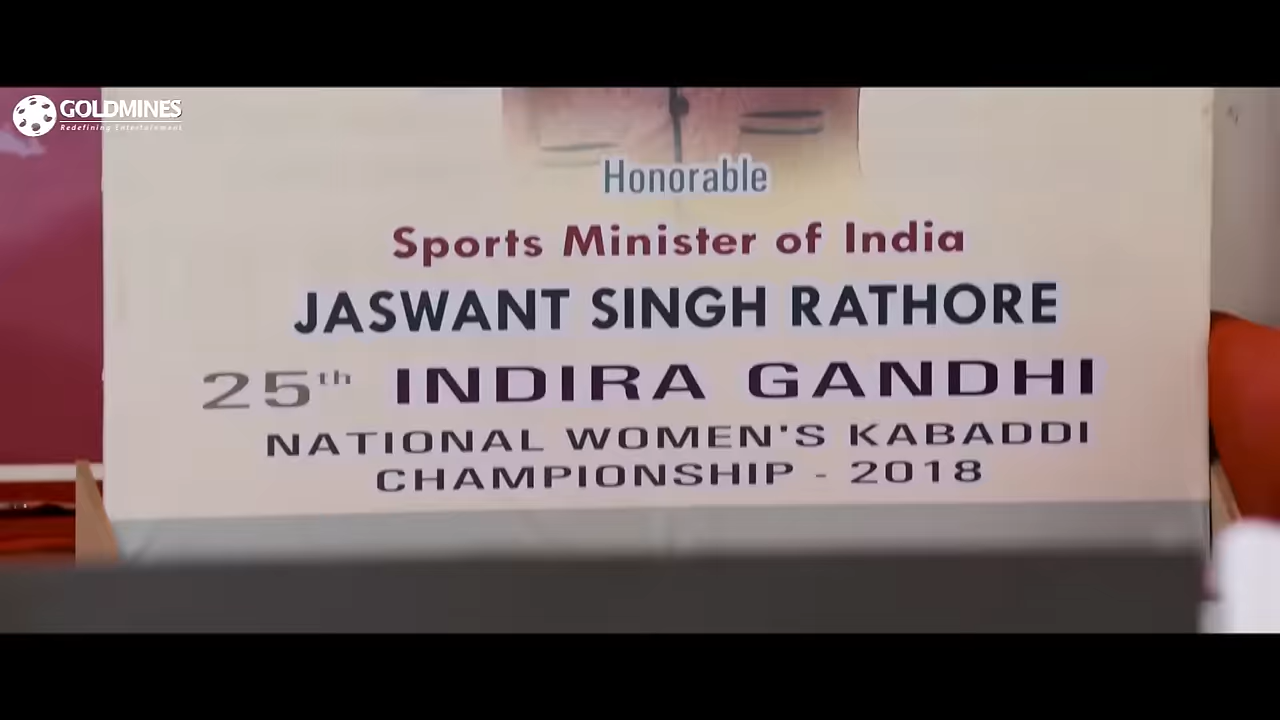 GOLDMINES
Redefining Entertainment
Honorable
Sports Minister of India
JASWANT SINGH RATHORE
25th INDIRA GANDHI
NATIONAL WOMEN'S KABADDI
CHAMPIONSHIP - 2018